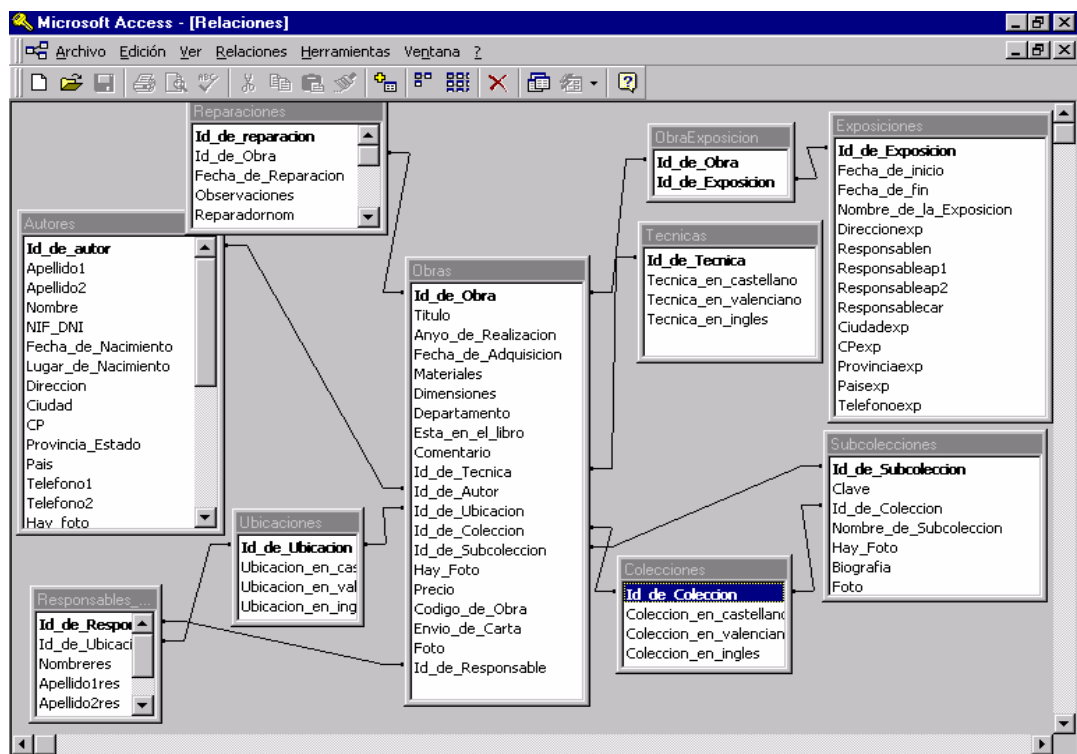 Microsoft Access - [Relaciones]
Archivo Edición Ver Relaciones Herramientas Ventana ?
Reparaciones
Id_de_reparacion
Id_de_Obra
Fecha_de_Reparacion
Observaciones
Reparadornom
Autores
Id_de_autor
Apellido1
Apellido2
Nombre
NIF_DNI
Fecha_de_Nacimiento
Lugar_de_Nacimiento
Direccion
Ciudad
CP
Provincia_Estado
Pais
Telefono1
Telefono2
Hay_foto
Responsables_...
Id_de_Respo
Id_de_Ubicaci
Nombreres
Apellido1res
Apellido2res
Ubicaciones
Id_de_Ubicacion
Ubicacion_en_cas
Ubicacion_en_val
Ubicacion_en_ing
Obras
Id_de_Obra
Titulo
Anyo_de_Realizacion
Fecha_de_Adquisicion
Materiales
Dimensiones
Departamento
Esta_en_el_libro
Comentario
Id_de_Tecnica
Id_de_Autor
Id_de_Ubicacion
Id_de_Coleccion
Id_de_Subcoleccion
Hay_Foto
Precio
Codigo_de_Obra
Envio_de_Carta
Foto
Id_de_Responsable
ObraExposicion
Id_de_Obra
Id_de_Exposicion
Tecnicas
Id_de_Tecnica
Tecnica_en_castellano
Tecnica_en_valenciano
Tecnica_en_ingles
Colecciones
Id_de_Coleccion
Coleccion_en_castellano
Coleccion_en_valencian
Coleccion_en_ingles
Exposiciones
Id_de_Exposicion
Fecha_de_inicio
Fecha_de_fin
Nombre_de_la_Exposicion
Direccionexp
Responsablen
Responsableap1
Responsableap2
Responsablecar
Ciudadexp
CPexp
Provinciaexp
Paisexp
Telefonoexp
Subcolecciones
Id_de_Subcoleccion
Clave
Id_de_Coleccion
Nombre_de_Subcoleccion
Hay_Foto
Biografia
Foto